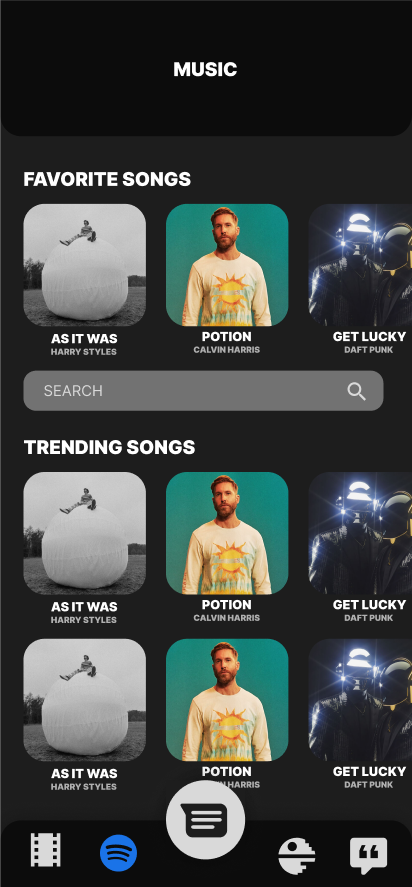 MUSIC
FAVORITE SONGS
AS IT WAS
HARRY STYLES
POTION
CALVIN HARRIS
GET LUCKY
DAFT PUNK
SEARCH
TRENDING SONGS
AS IT WAS
HARRY STYLES
POTION
CALVIN HARRIS
GET LUCKY
DAFT PUNK
AS IT WAS
HARRY STYLES
POTION
HARRIS
GET LUCKY
DAFT PUNK